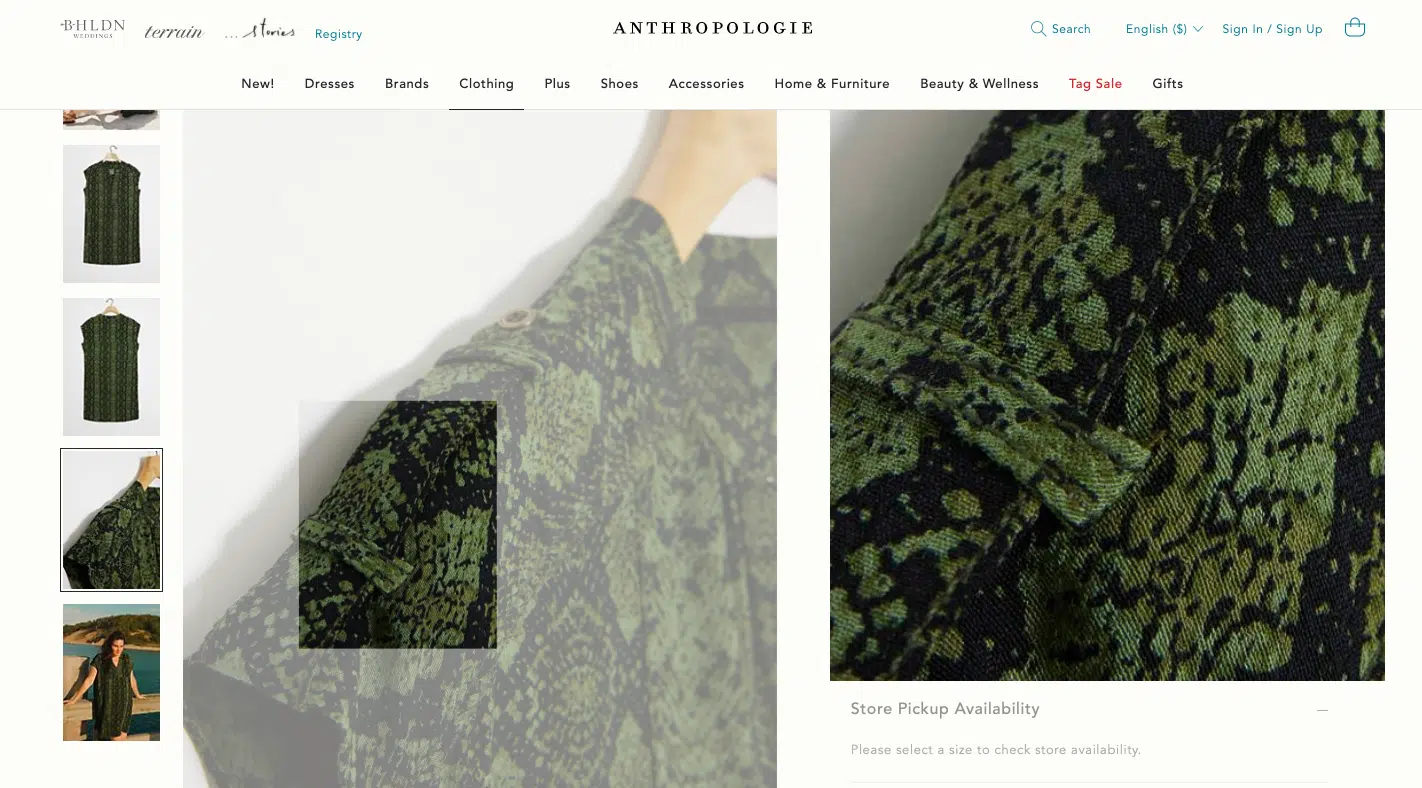 BHLDN
WEDDINGS
terrain
... stories
Registry
ANTHROPOLOGIE
Search
English ($)
Sign In / Sign Up
New!
Dresses
Brands
Clothing
Plus
Shoes
Accessories
Home & Furniture
Beauty & Wellness
Tag Sale
Gifts
Store Pickup Availability
Please select a size to check store availability.